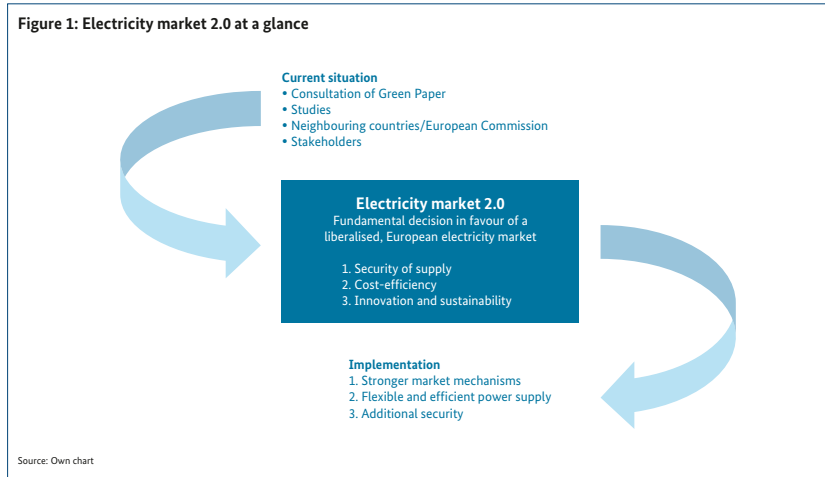 Figure 1: Electricity market 2.0 at a glance
Current situation
• Consultation of Green Paper
• Studies
• Neighbouring countries/European Commission
• Stakeholders
Electricity market 2.0
Fundamental decision in favour of a
liberalised, European electricity market
1. Security of supply
2. Cost-efficiency
3. Innovation and sustainability
Implementation
1. Stronger market mechanisms
2. Flexible and efficient power supply
3. Additional security
Source: Own chart